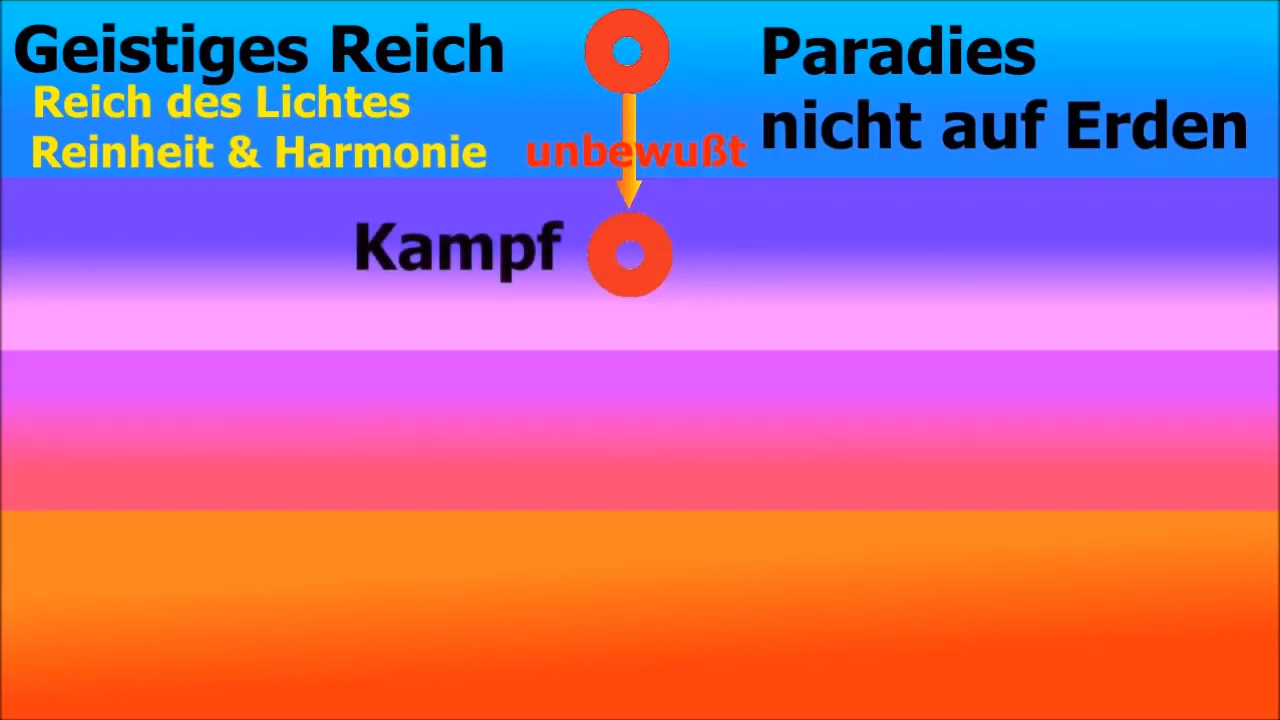 Geistiges Reich
Reich des Lichtes
Reinheit & Harmonie
unbewußt
Paradies
nicht auf Erden
Kampf